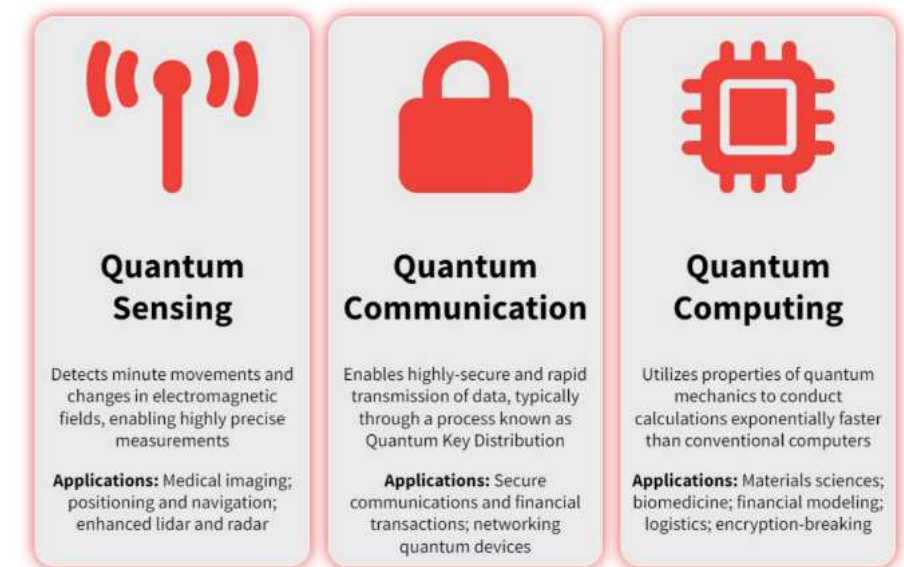 Quantum
Sensing
Detects minute movements and
changes in electromagnetic
fields, enabling highly precise
measurements
Applications: Medical imaging;
positioning and navigation;
enhanced lidar and radar
Quantum
Communication
Enables highly-secure and rapid
transmission of data, typically
through a process known as
Quantum Key Distribution
Applications: Secure
communications and financial
transactions; networking
quantum devices
Quantum
Computing
Utilizes properties of quantum
mechanics to conduct
calculations exponentially faster
than conventional computers
Applications: Materials sciences;
biomedicine; financial modeling;
logistics; encryption-breaking